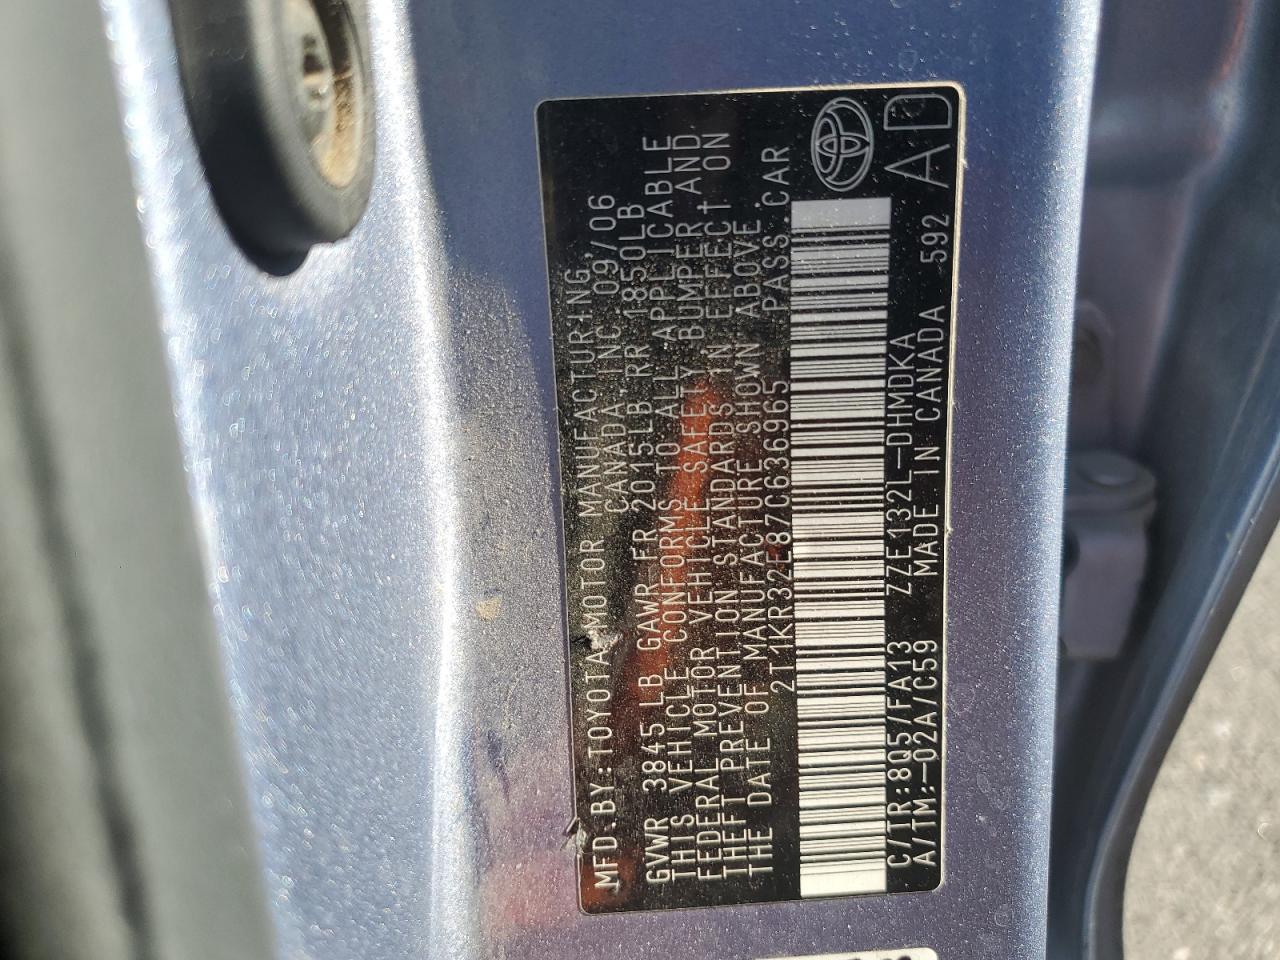 MFD.BY:TOYOTA MOTOR MANUFACTURING,
CANADA, INC. 09/06
GVWR 3845 LB GAWR FR 2015LB RR 1850LB
THIS VEHICLE CONFORMS TO ALL APPLICABLE
FEDERAL MOTOR VEHICLE SAFETY, BUMPER AND
THEFT PREVENTION STANDARDS IN EFFECT ON
THE DATE OF MANUFACTURE SHOWN ABOVE.
2T1KR32E87C636965 PASS.CAR
C/TR:8Q5/FA13 ZZE132L-DHMDKA
A/TM:-02A/C59 MADE IN CANADA 592
AD